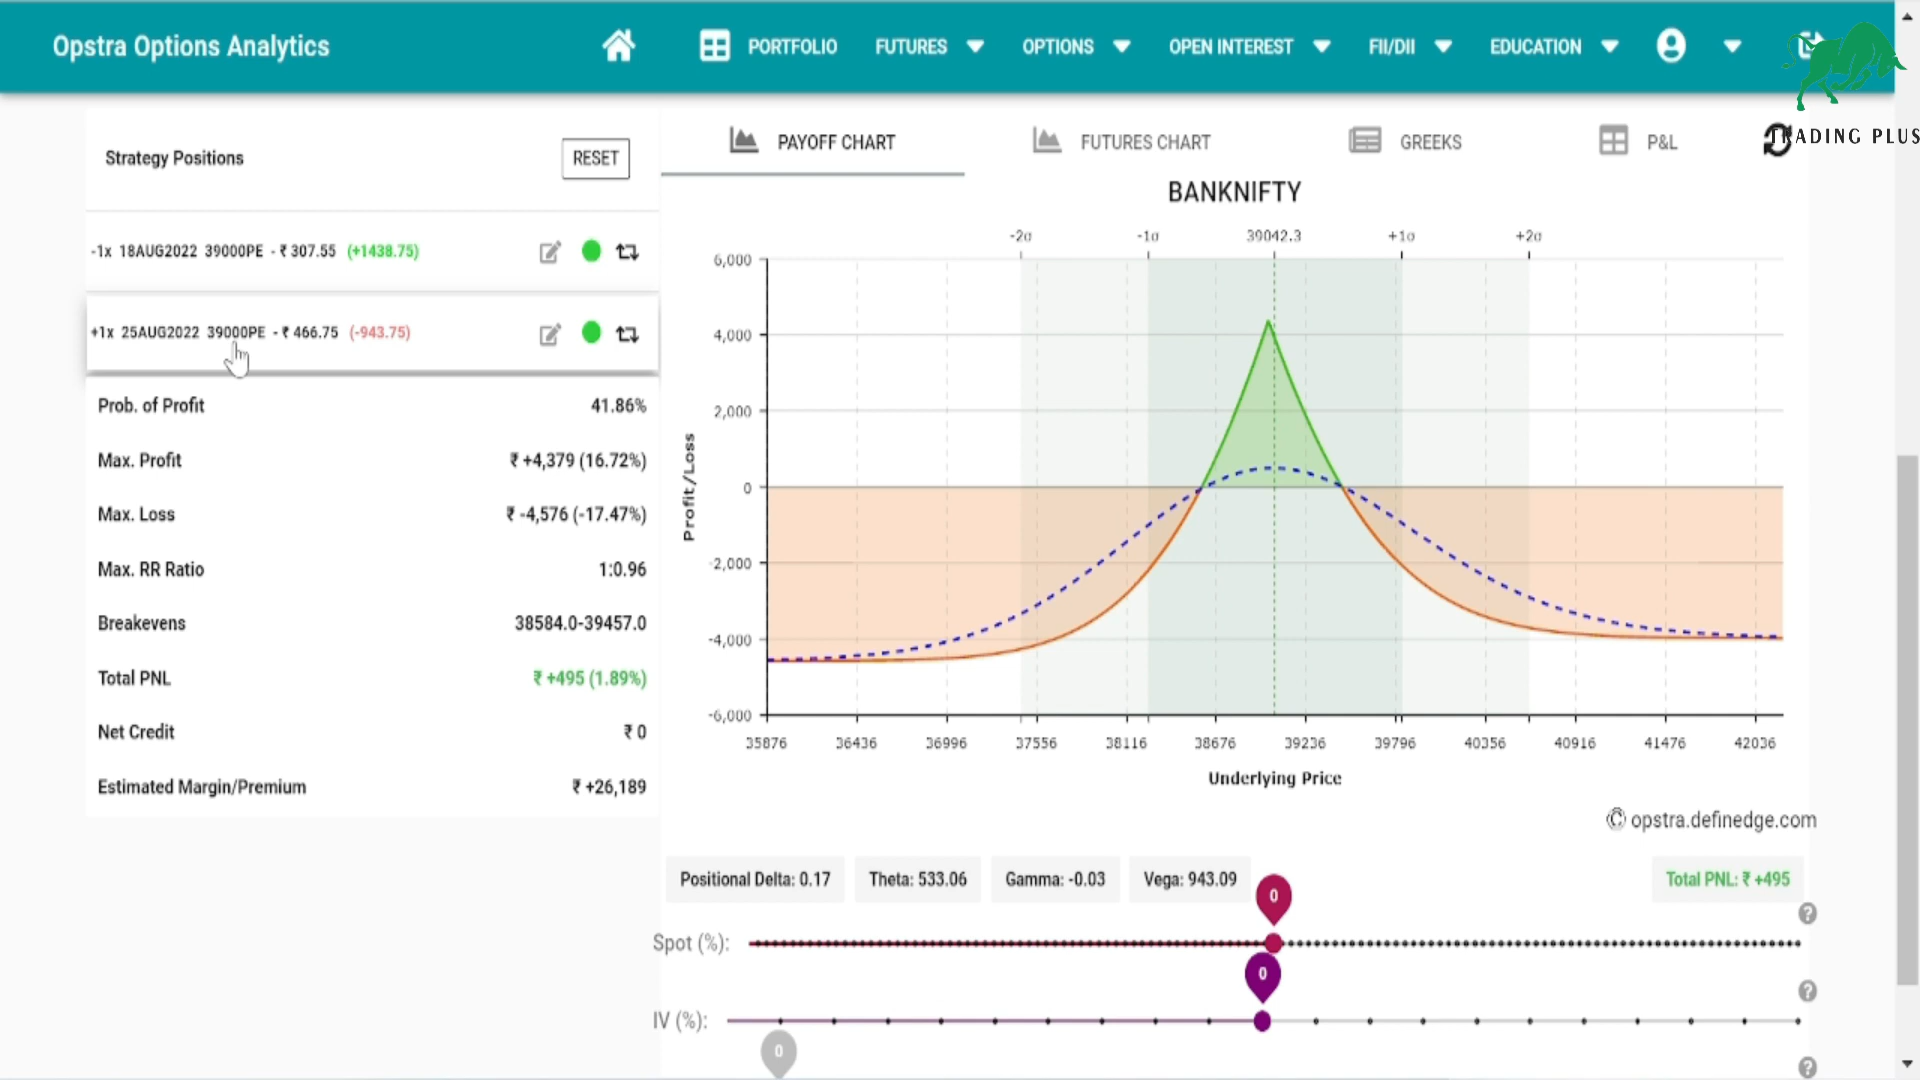 Opstra Options Analytics
PORTFOLIO
FUTURES
OPTIONS
OPEN INTEREST
FII/DII
EDUCATION
TRADING PLUS
Strategy Positions
RESET
-1x 18AUG2022 39000PE - ₹ 307.55 (+1438.75)
+1x 25AUG2022 39000PE - ₹ 466.75 (-943.75)
Prob. of Profit 41.86%
Max. Profit ₹ +4,379 (16.72%)
Max. Loss ₹ -4,576 (-17.47%)
Max. RR Ratio 1:0.96
Breakevens 38584.0-39457.0
Total PNL ₹ +495 (1.89%)
Net Credit ₹ 0
Estimated Margin/Premium ₹ +26,189
PAYOFF CHART
FUTURES CHART
GREEKS
P&L
BANKNIFTY
-2σ -1σ 39042.3 +1σ +2σ
6,000
4,000
2,000
0
-2,000
-4,000
-6,000
Profit/Loss
35876 36436 36996 37556 38116 38676 39236 39796 40356 40916 41476 42036
Underlying Price
© opstra.definedge.com
Positional Delta: 0.17
Theta: 533.06
Gamma: -0.03
Vega: 943.09
Total PNL: ₹ +495
0
?
Spot (%):
0
?
IV (%):
0
?